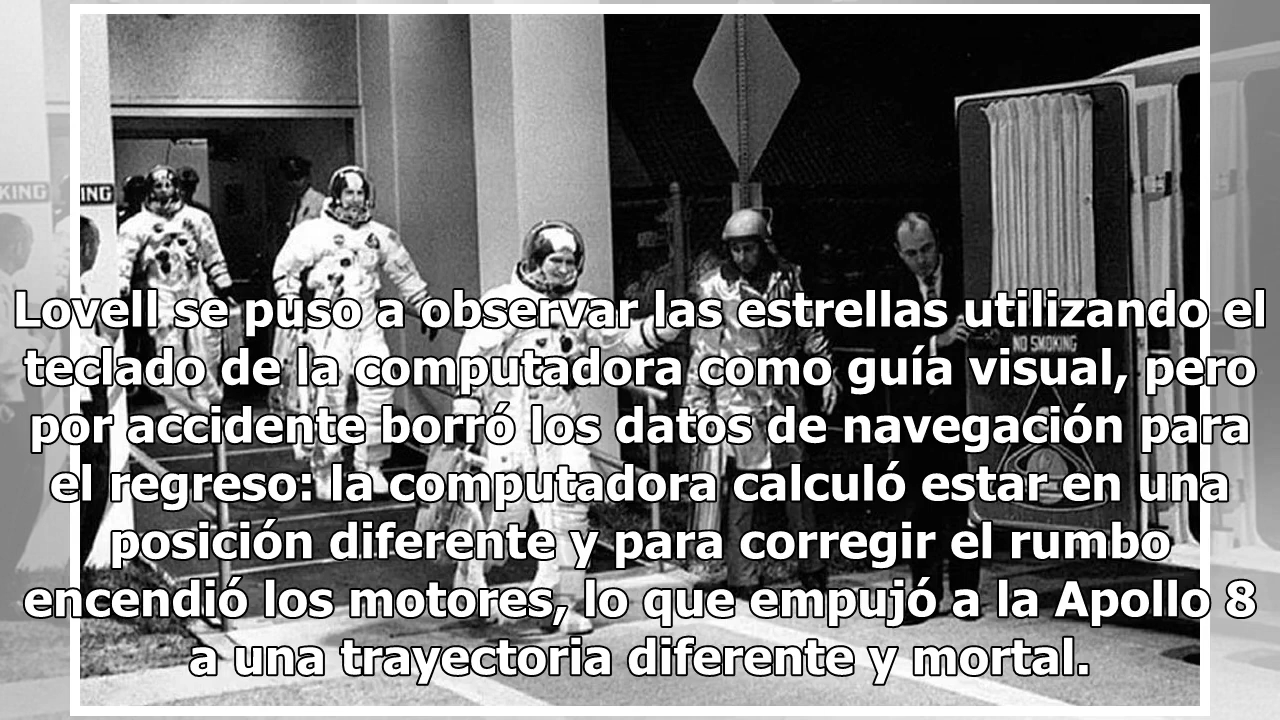 KING
ING
NO SMOKING
Lovell se puso a observar las estrellas utilizando el
teclado de la computadora como guía visual, pero
por accidente borró los datos de navegación para
el regreso: la computadora calculó estar en una
posición diferente y para corregir el rumbo
encendió los motores, lo que empujó a la Apollo 8
a una trayectoria diferente y mortal.